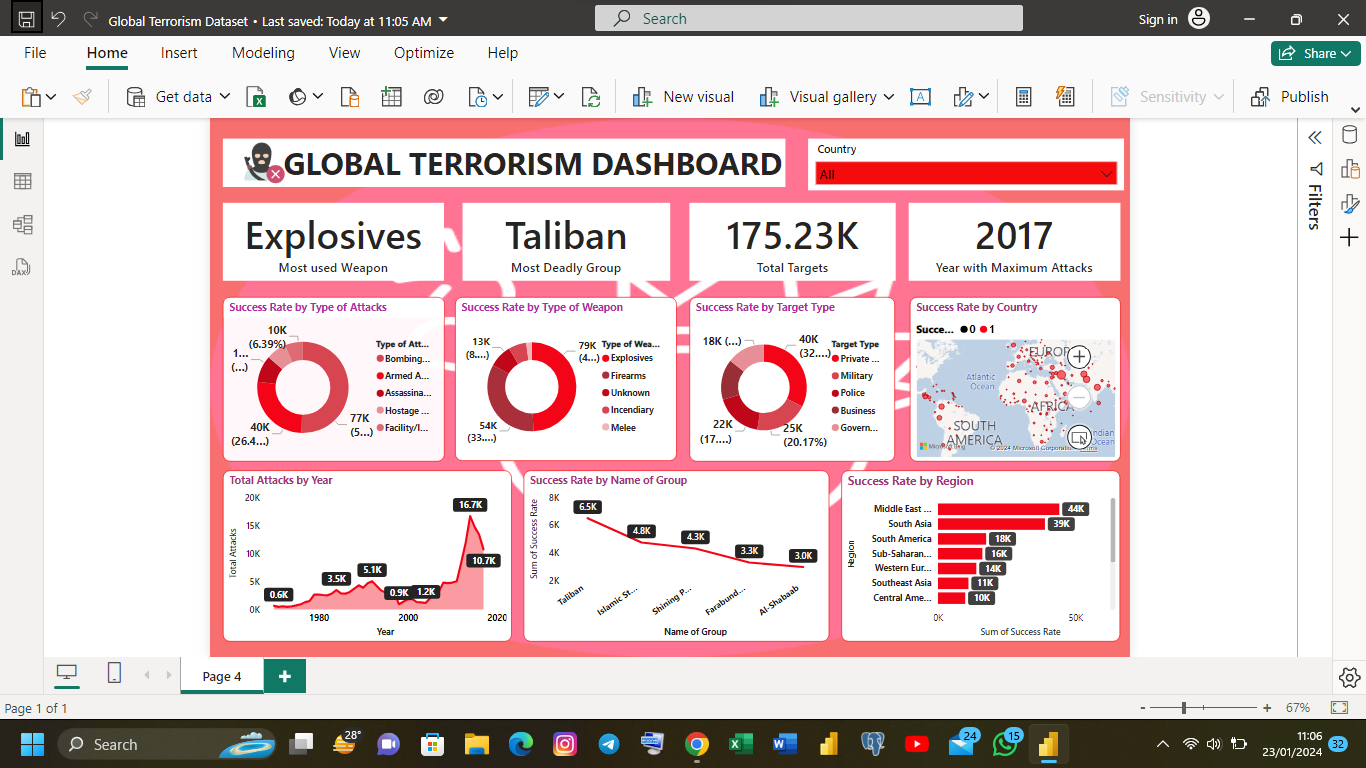 Global Terrorism Dataset • Last saved: Today at 11:05 AM
Search
Sign in
File Home Insert Modeling View Optimize Help
Share
Get data
New visual
Visual gallery
Sensitivity
Publish
GLOBAL TERRORISM DASHBOARD
Country
All
Explosives
Most used Weapon
Taliban
Most Deadly Group
175.23K
Total Targets
2017
Year with Maximum Attacks
Filters
DAX
Success Rate by Type of Attacks
10K
(6.39%)
1...
(...)
40K
(26.4...)
77K
(5...)
Type of Att...
Bombing...
Armed A...
Assassina...
Hostage ...
Facility/I...
Success Rate by Type of Weapon
13K
(8....)
79K
(4...)
54K
(33....)
Type of Wea...
Explosives
Firearms
Unknown
Incendiary
Melee
Success Rate by Target Type
18K (...)
40K
(32....)
22K
(17....)
25K
(20.17%)
Target Type
Private ...
Military
Police
Business
Govern...
Success Rate by Country
Succe... 0 1
EUROP
Atlantic
Ocean
AFRICA
SOUTH
AMERICA
ndian
Ocean
Microsoft Bing
© 2024 Microsoft Corporation Terms
Total Attacks by Year
20K
15K
10K
5K
0K
Total Attacks
0.6K
3.5K
5.1K
0.9K
1.2K
16.7K
10.7K
1980 2000 2020
Year
Success Rate by Name of Group
8K
6K
4K
2K
Sum of Success Rate
6.5K
4.8K
4.3K
3.3K
3.0K
Taliban
Islamic St...
Shining P...
Farabund...
Al-Shabaab
Name of Group
Success Rate by Region
Region
Middle East ... 44K
South Asia 39K
South America 18K
Sub-Saharan... 16K
Western Eur... 14K
Southeast Asia 11K
Central Ame... 10K
0K 50K
Sum of Success Rate
Page 4
Page 1 of 1
- + 67%
Search
28°
24
15
11:06
23/01/2024
32